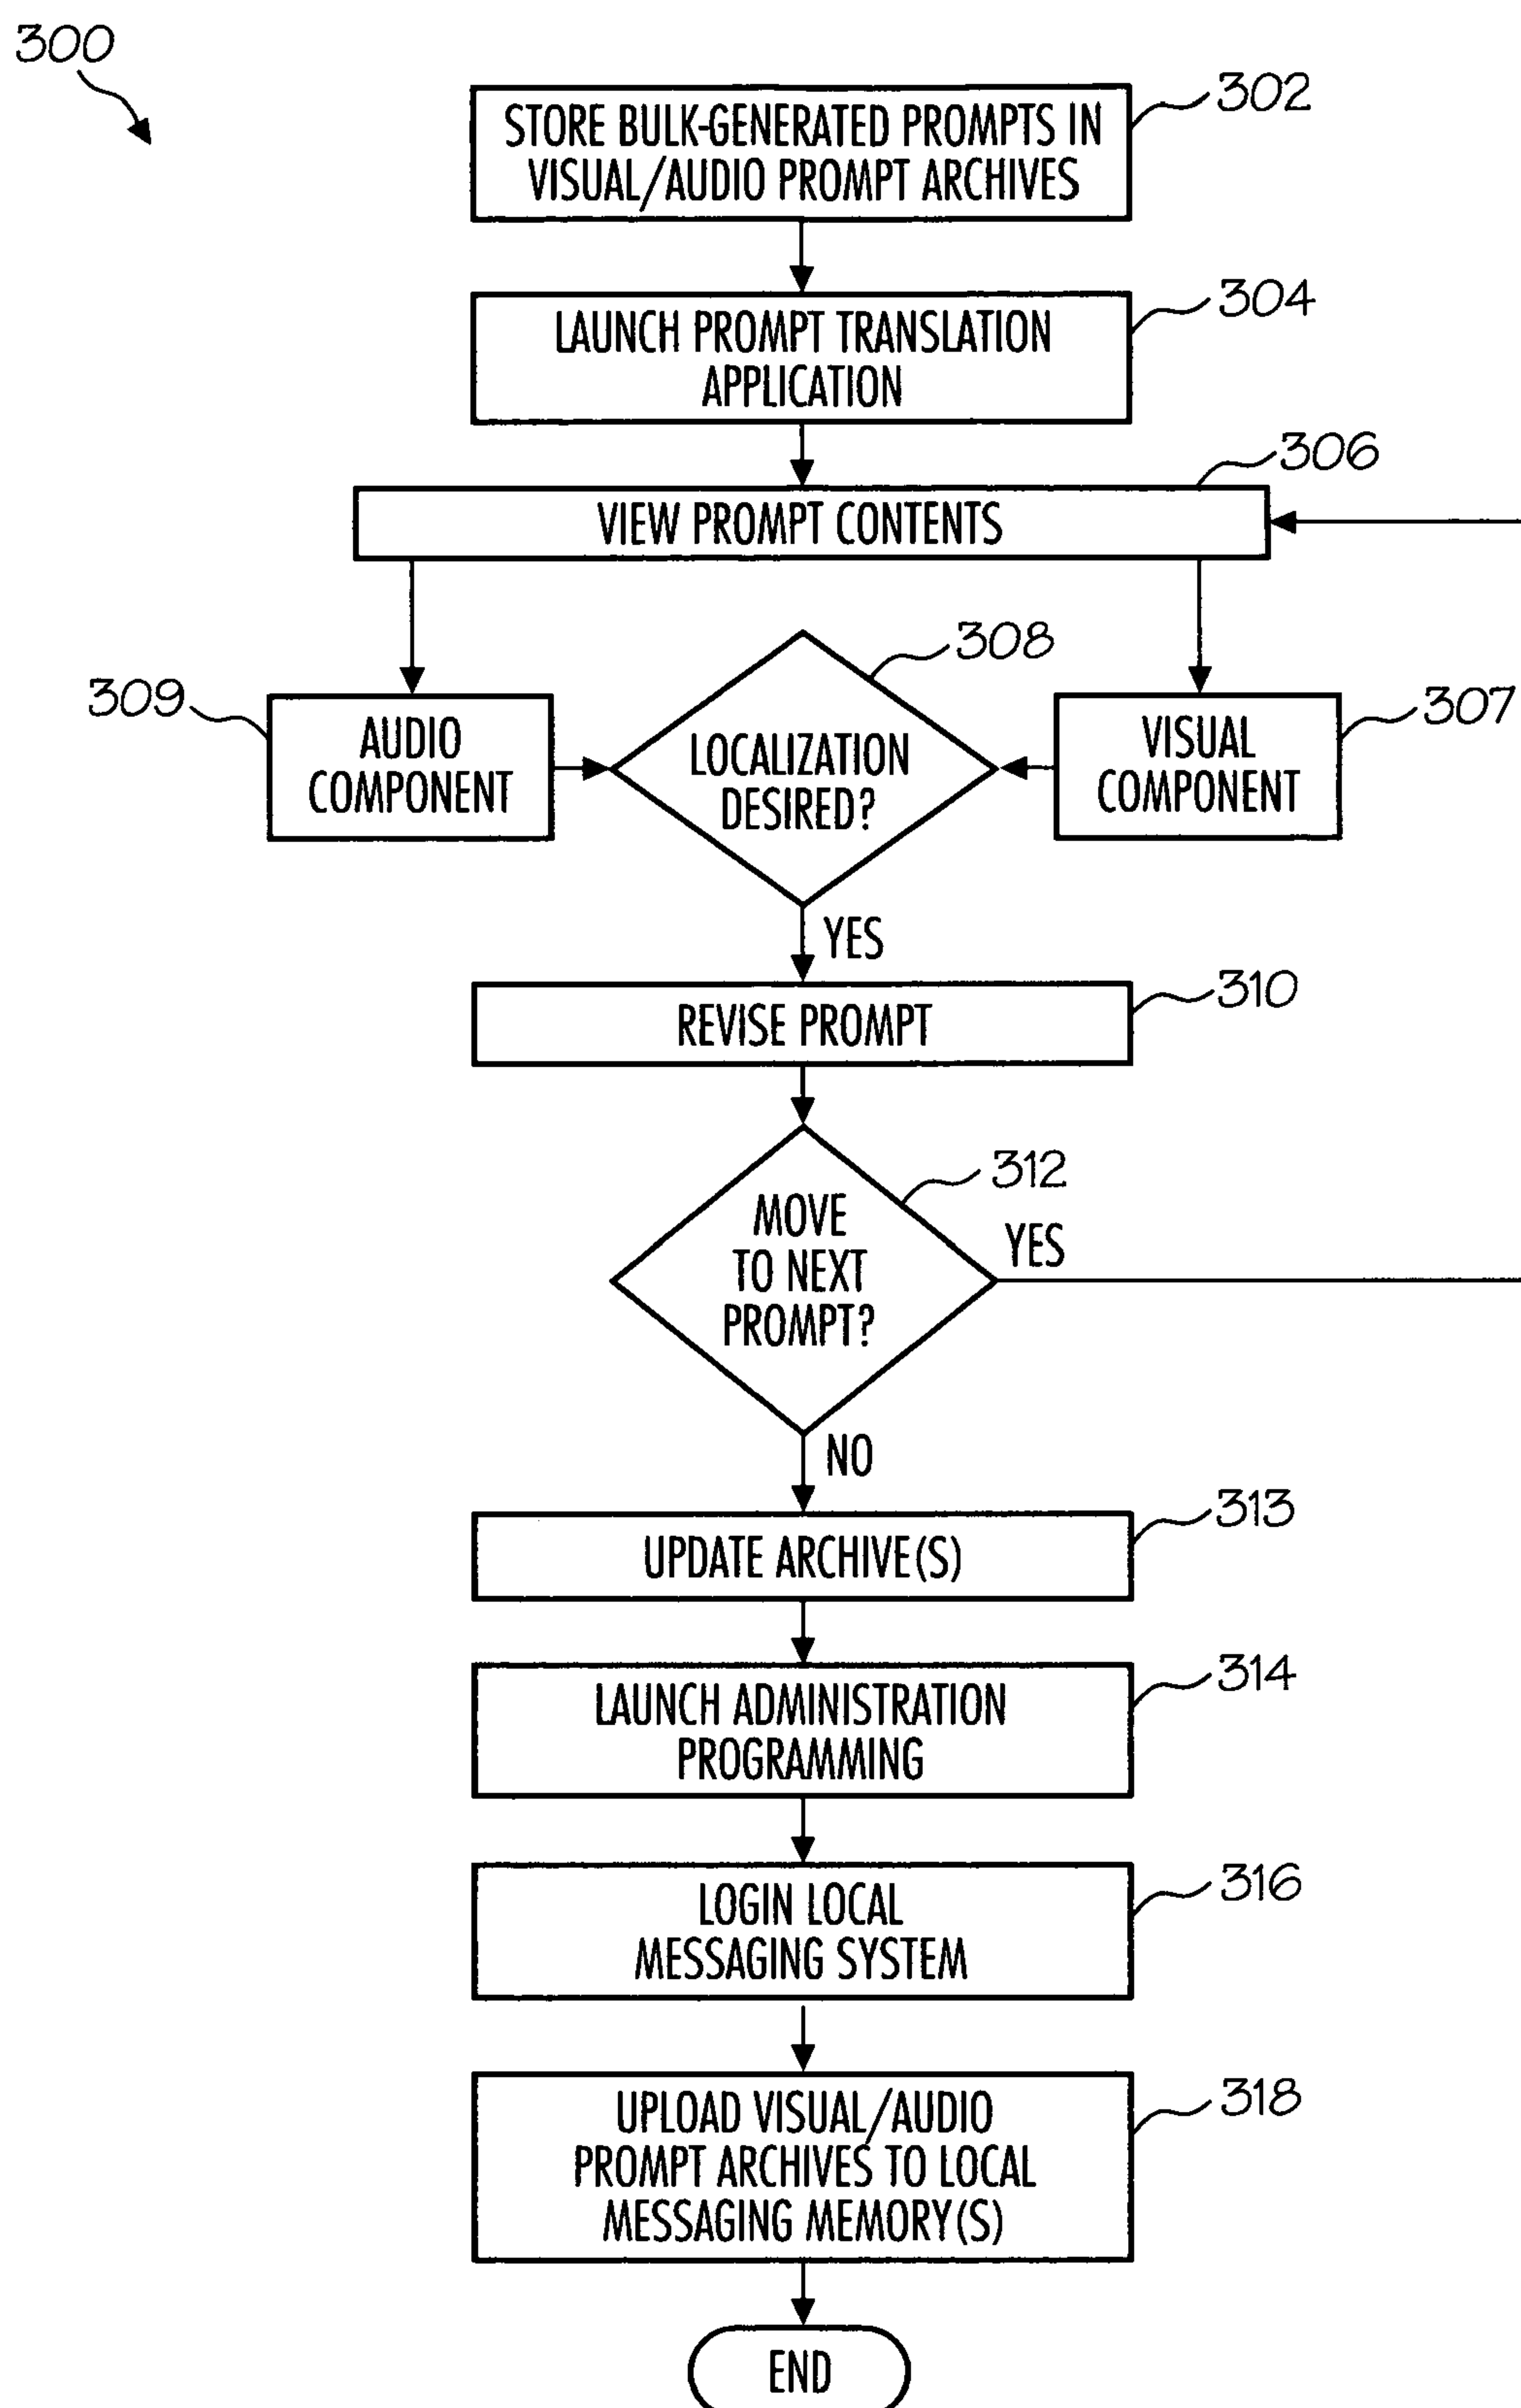 300
302
STORE BULK-GENERATED PROMPTS IN
VISUAL/AUDIO PROMPT ARCHIVES
304
LAUNCH PROMPT TRANSLATION
APPLICATION
306
VIEW PROMPT CONTENTS
308
309
307
AUDIO
COMPONENT
LOCALIZATION
DESIRED?
VISUAL
COMPONENT
YES
310
REVISE PROMPT
312
MOVE
TO NEXT
PROMPT?
YES
NO
313
UPDATE ARCHIVE(S)
314
LAUNCH ADMINISTRATION
PROGRAMMING
316
LOGIN LOCAL
MESSAGING SYSTEM
318
UPLOAD VISUAL/AUDIO
PROMPT ARCHIVES TO LOCAL
MESSAGING MEMORY(S)
END